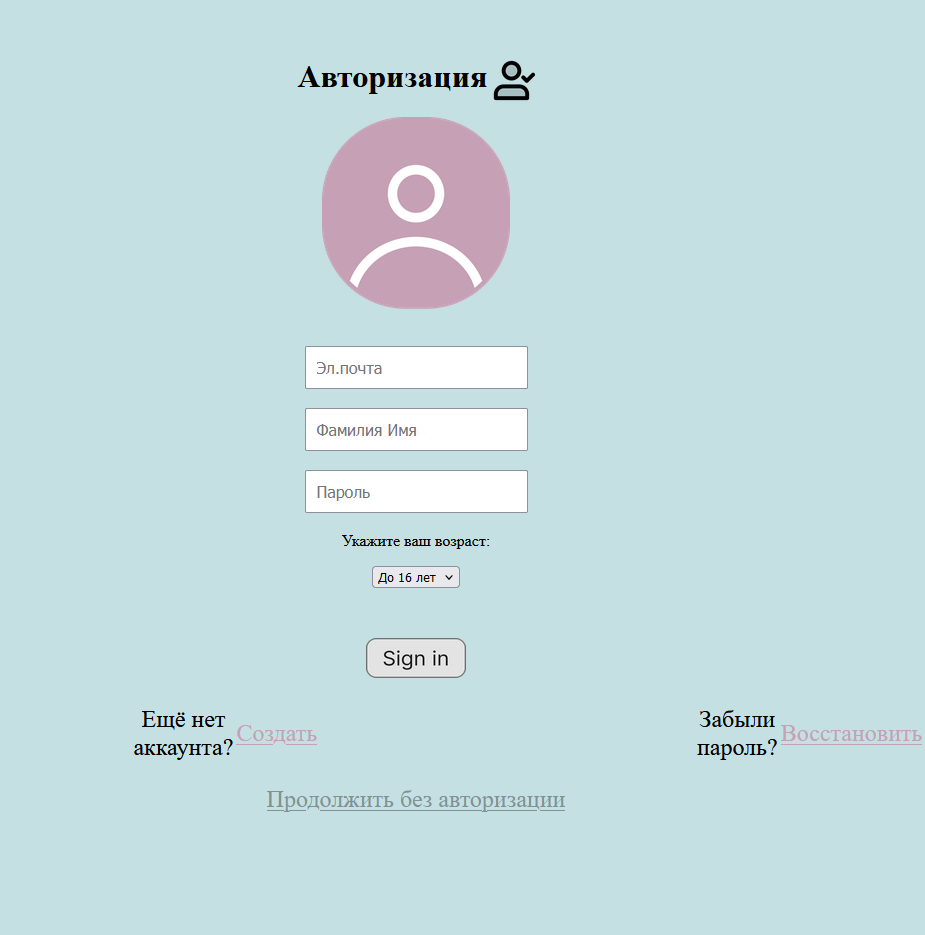 Авторизация
Эл.почта
Фамилия Имя
Пароль
Укажите ваш возраст:
До 16 лет
Sign in
Ещё нет
аккаунта? Создать
Забыли
пароль? Восстановить
Продолжить без авторизации